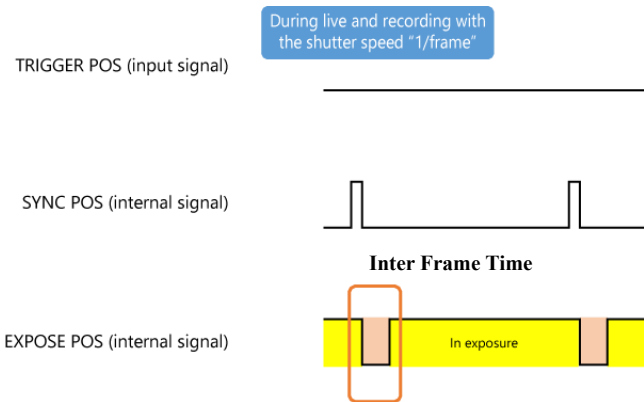 During live and recording with
the shutter speed “1/frame”
TRIGGER POS (input signal)
SYNC POS (internal signal)
Inter Frame Time
EXPOSE POS (internal signal)
In exposure